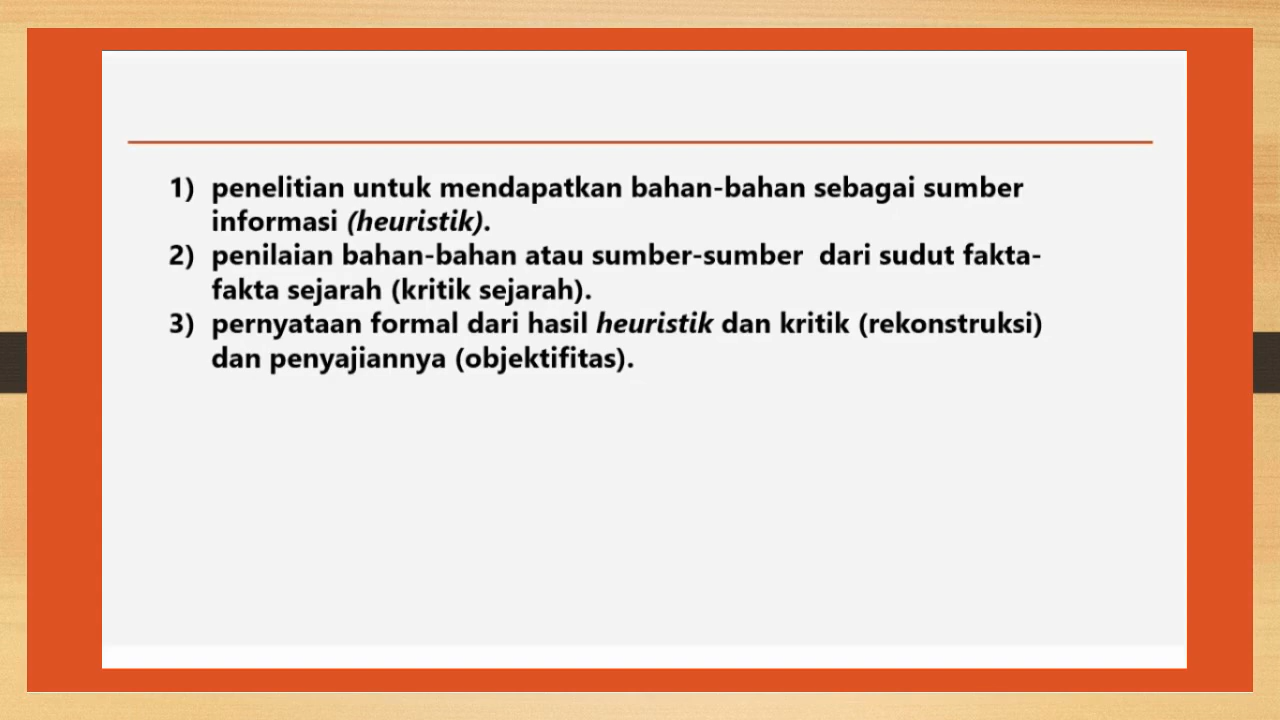 1) penelitian untuk mendapatkan bahan-bahan sebagai sumber
informasi (heuristik).
2) penilaian bahan-bahan atau sumber-sumber  dari sudut fakta-
fakta sejarah (kritik sejarah).
3) pernyataan formal dari hasil heuristik dan kritik (rekonstruksi)
dan penyajiannya (objektifitas).